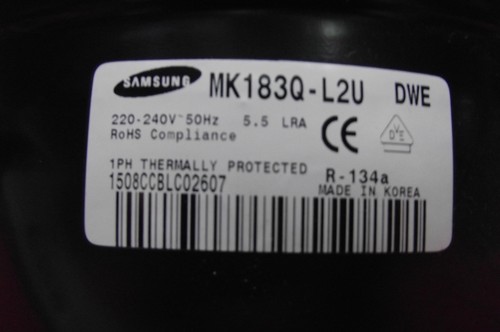 SAMSUNG MK183Q-L2U DWE
220-240V~50Hz 5.5 LRA
RoHS Compliance
CE
DVE
1PH THERMALLY PROTECTED R-134a
1508CCBLC02607 MADE IN KOREA